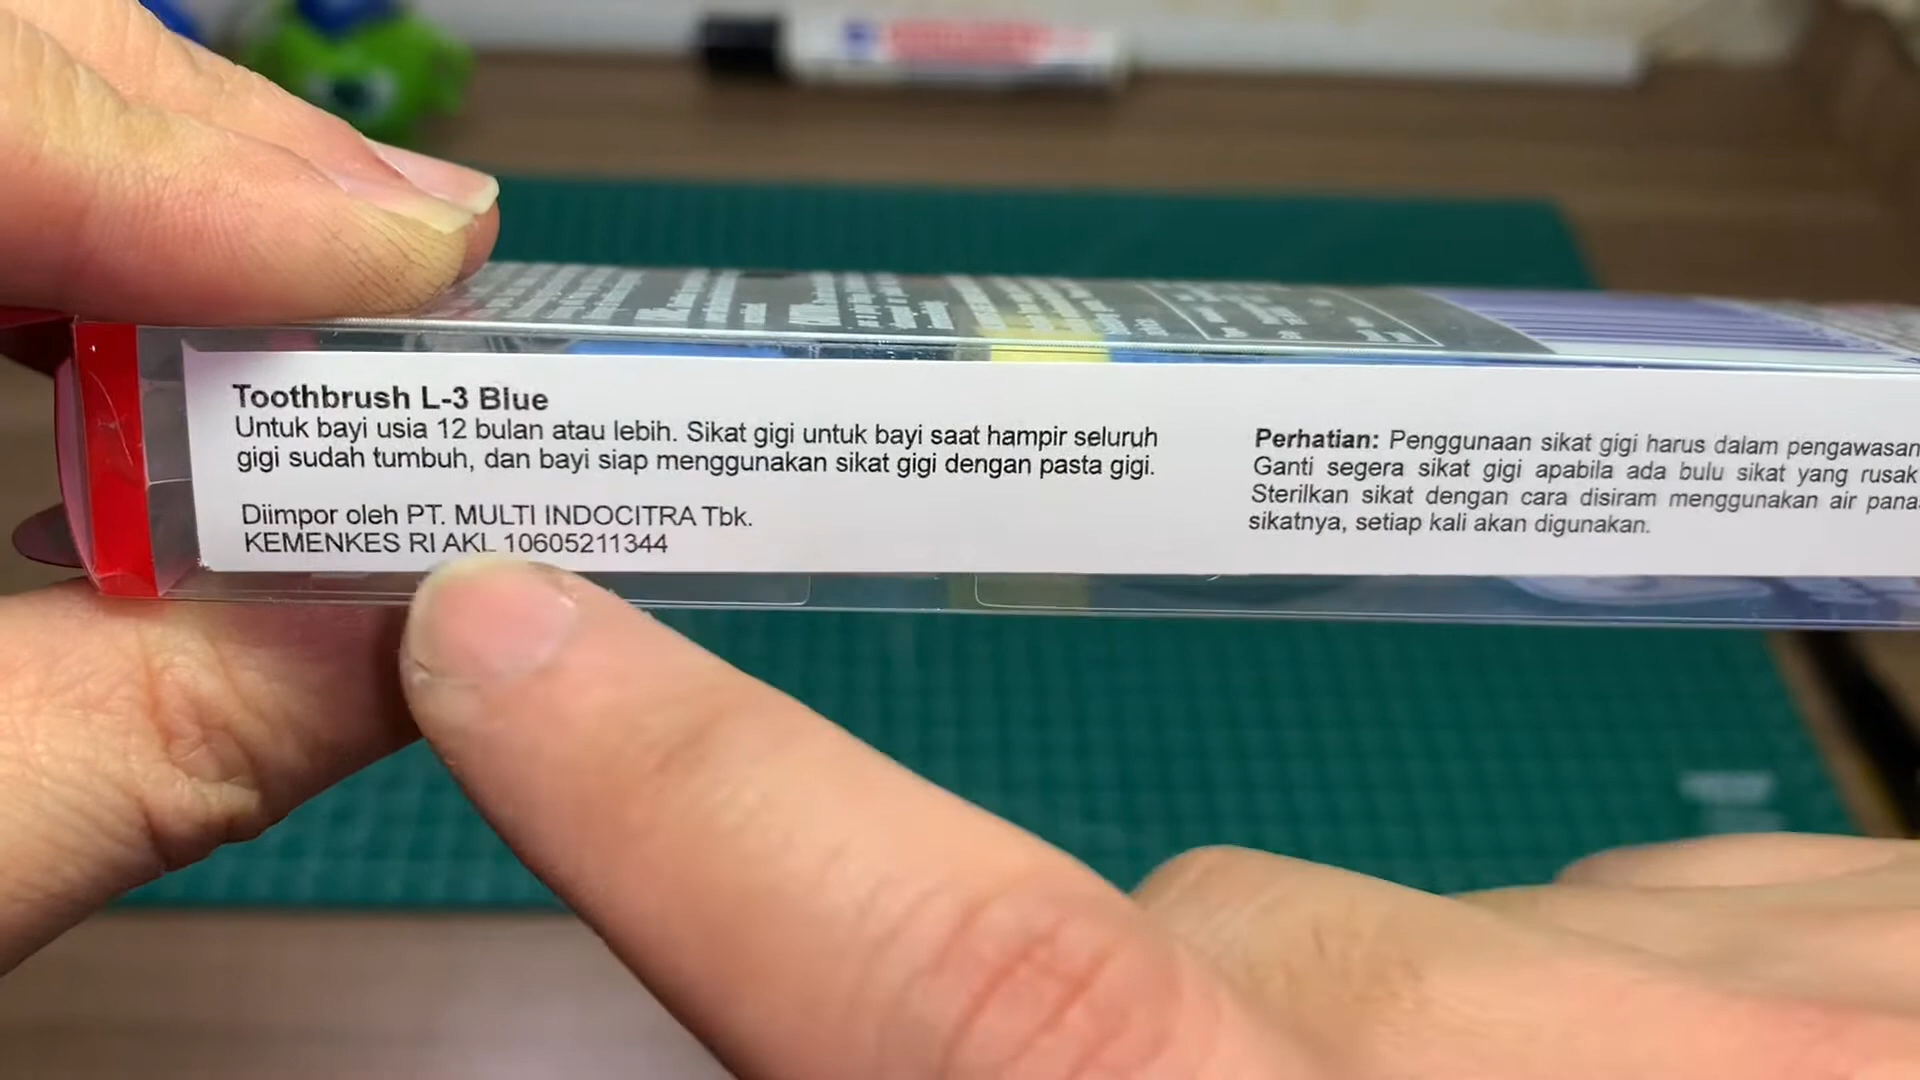 Toothbrush L-3 Blue
Untuk bayi usia 12 bulan atau lebih. Sikat gigi untuk bayi saat hampir seluruh
gigi sudah tumbuh, dan bayi siap menggunakan sikat gigi dengan pasta gigi.
Diimpor oleh PT. MULTI INDOCITRA Tbk.
KEMENKES RI AKL 10605211344
Perhatian: Penggunaan sikat gigi harus dalam pengawasan
Ganti segera sikat gigi apabila ada bulu sikat yang rusak
Sterilkan sikat dengan cara disiram menggunakan air pana
sikatnya, setiap kali akan digunakan.